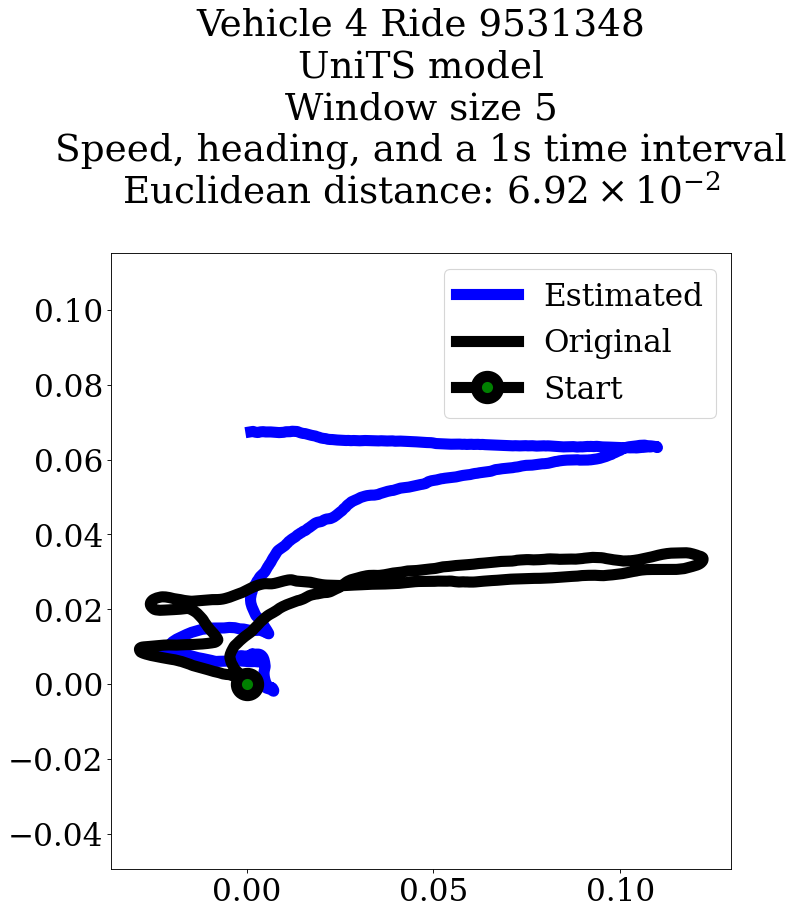 Vehicle 4 Ride 9531348
UniTS model
Window size 5
Speed, heading, and a 1s time interval
Euclidean distance: 6.92 × 10⁻²
Estimated
Original
Start
0.10
0.08
0.06
0.04
0.02
0.00
−0.02
−0.04
0.00 0.05 0.10